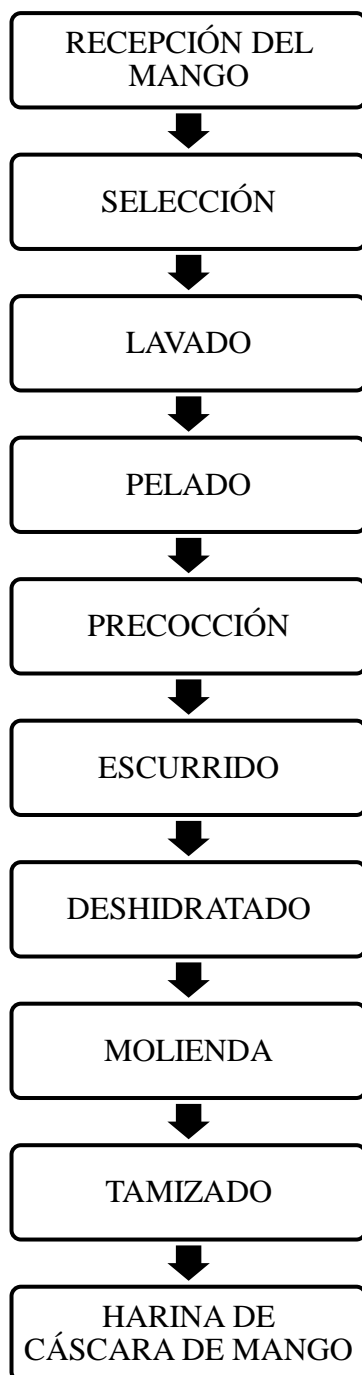 RECEPCIÓN DEL
MANGO
SELECCIÓN
LAVADO
PELADO
PRECOCCIÓN
ESCURRIDO
DESHIDRATADO
MOLIENDA
TAMIZADO
HARINA DE
CÁSCARA DE MANGO